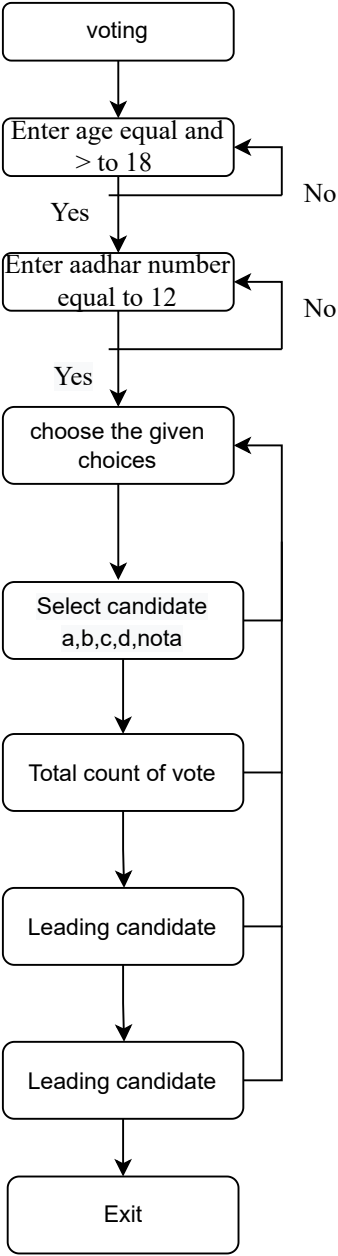 voting
Enter age equal and
> to 18
No
Yes
Enter aadhar number
equal to 12
No
Yes
choose the given
choices
Select candidate
a,b,c,d,nota
Total count of vote
Leading candidate
Leading candidate
Exit